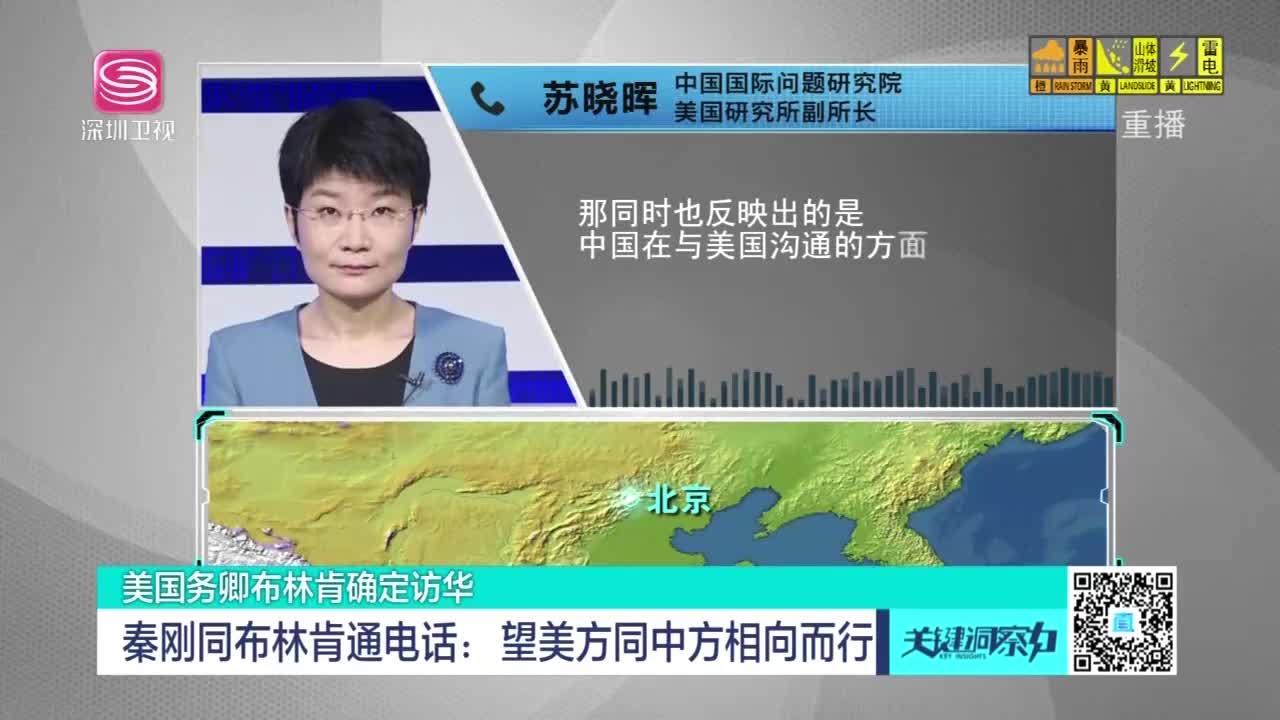 深圳卫视
苏晓晖
中国国际问题研究院
美国研究所副所长
暴雨
橙
RAIN STORM
山体滑坡
黄
LANDSLIDE
雷电
黄
LIGHTNING
重播
那同时也反映出的是
中国在与美国沟通的方面
北京
美国务卿布林肯确定访华
秦刚同布林肯通电话：望美方同中方相向而行
关键洞察力
KEY INSIGHTS
直